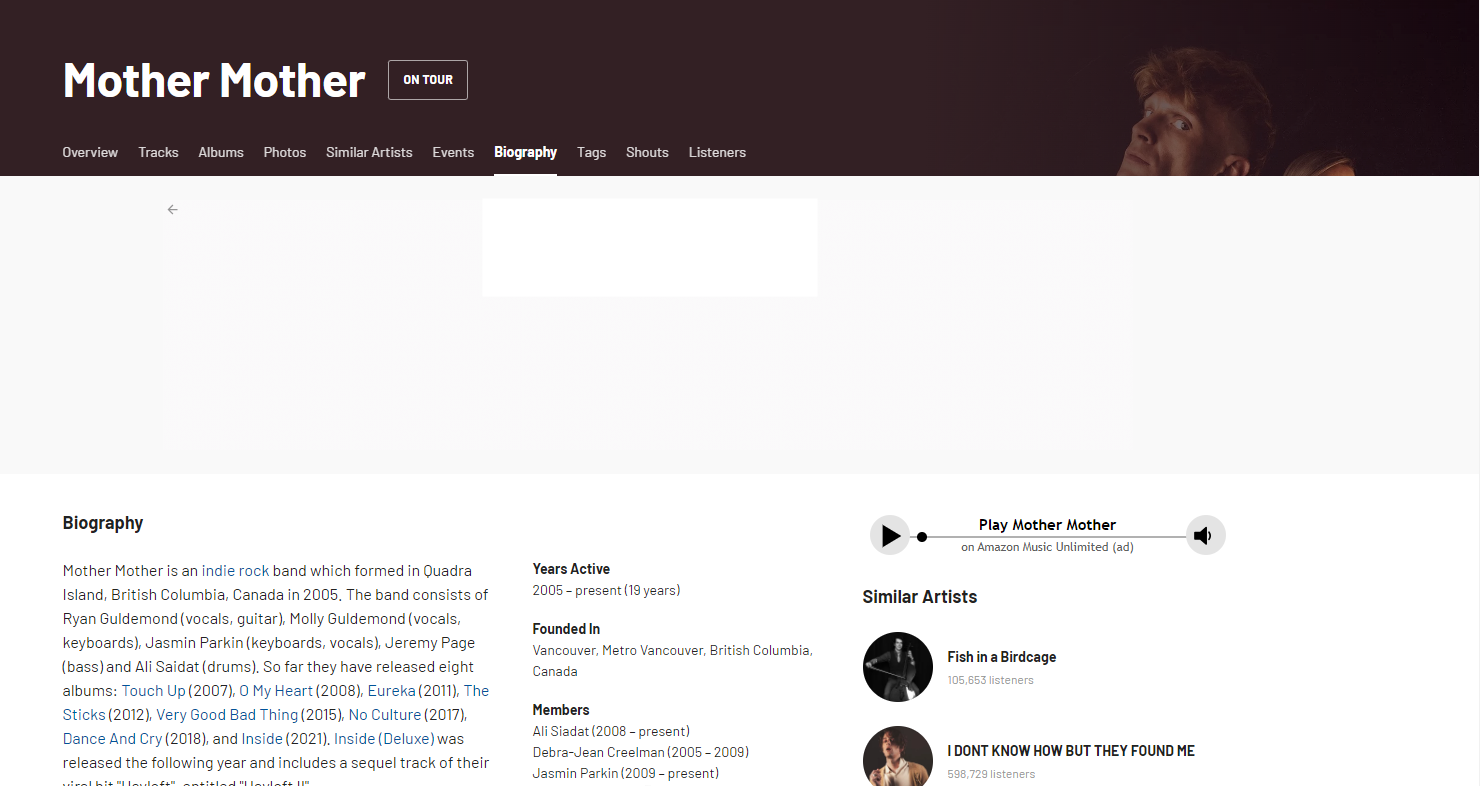 Mother Mother
ON TOUR
Overview Tracks Albums Photos Similar Artists Events Biography Tags Shouts Listeners
Biography
Mother Mother is an indie rock band which formed in Quadra
Island, British Columbia, Canada in 2005. The band consists of
Ryan Guldemond (vocals, guitar), Molly Guldemond (vocals,
keyboards), Jasmin Parkin (keyboards, vocals), Jeremy Page
(bass) and Ali Saidat (drums). So far they have released eight
albums: Touch Up (2007), O My Heart (2008), Eureka (2011), The
Sticks (2012), Very Good Bad Thing (2015), No Culture (2017),
Dance And Cry (2018), and Inside (2021). Inside (Deluxe) was
released the following year and includes a sequel track of their
viral hit "Hayloft", entitled "Hayloft II"
Years Active
2005 – present (19 years)
Founded In
Vancouver, Metro Vancouver, British Columbia,
Canada
Members
Ali Siadat (2008 – present)
Debra-Jean Creelman (2005 – 2009)
Jasmin Parkin (2009 – present)
Play Mother Mother
on Amazon Music Unlimited (ad)
Similar Artists
Fish in a Birdcage
105,653 listeners
I DONT KNOW HOW BUT THEY FOUND ME
598,729 listeners